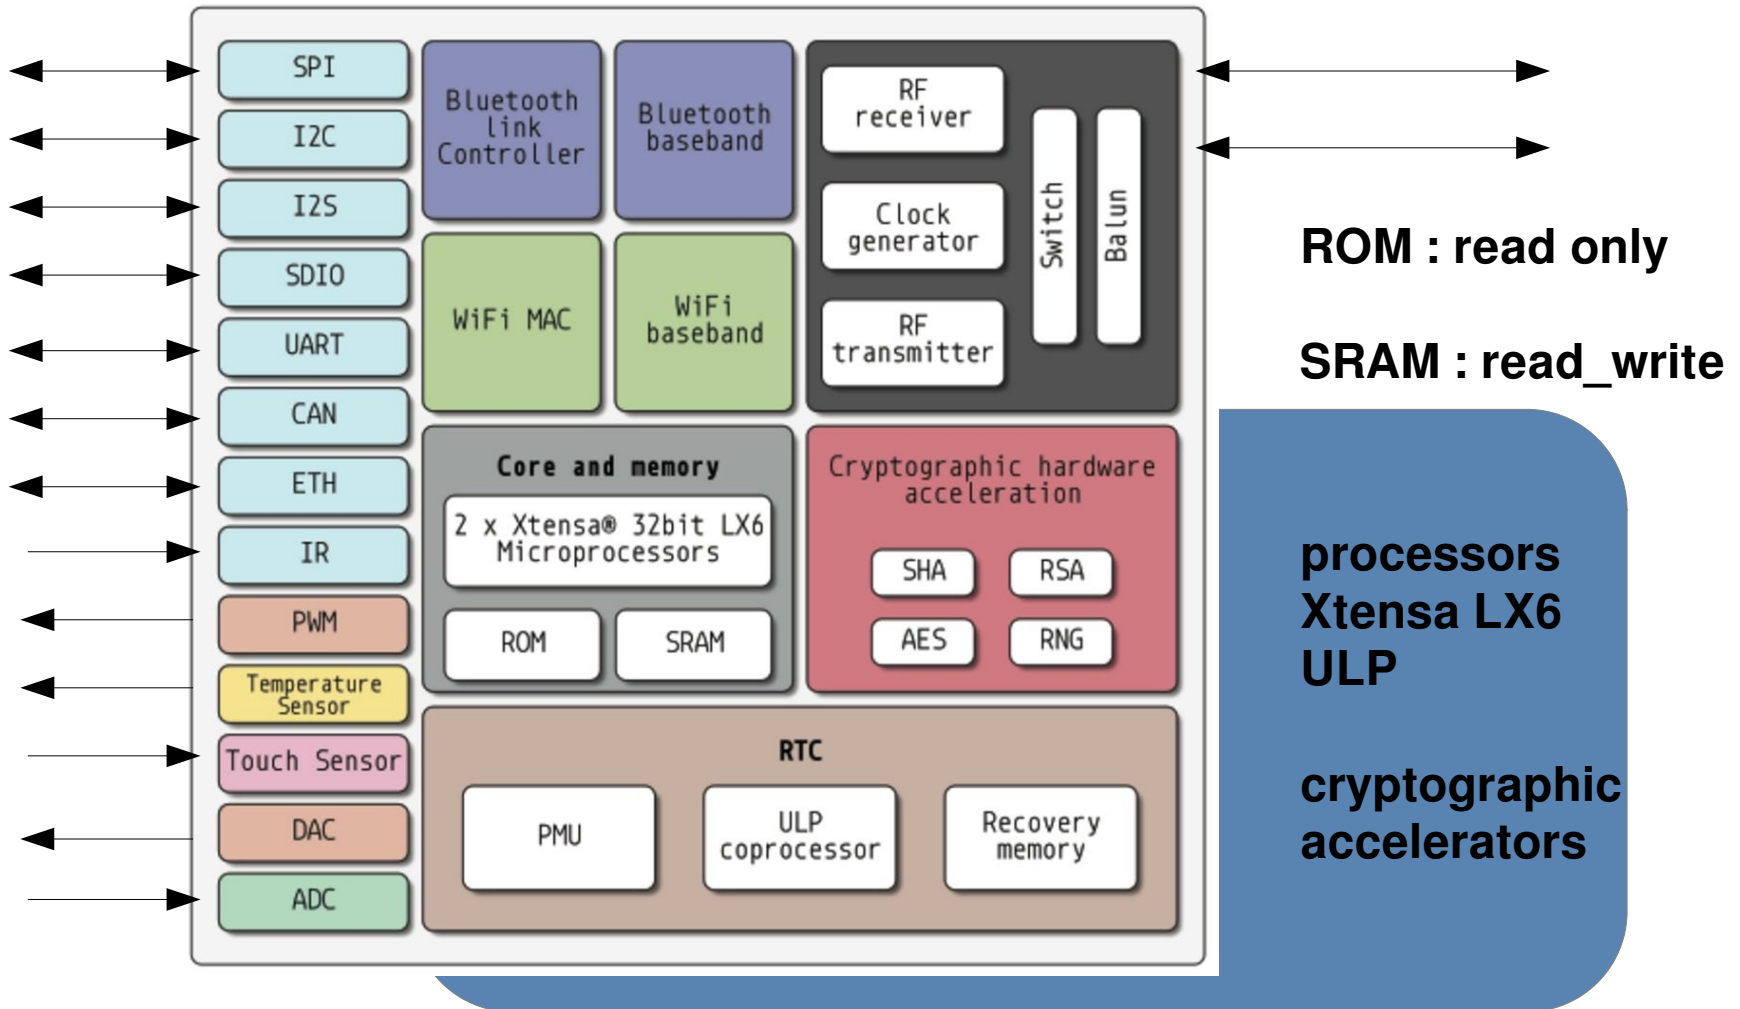 SPI
I2C
I2S
SDIO
UART
CAN
ETH
IR
PWM
Temperature
Sensor
Touch Sensor
DAC
ADC
Bluetooth
link
Controller
Bluetooth
baseband
WiFi MAC
WiFi
baseband
RF
receiver
Clock
generator
RF
transmitter
Switch
Balun
Core and memory
2 x Xtensa® 32bit LX6
Microprocessors
ROM
SRAM
Cryptographic hardware
acceleration
SHA
RSA
AES
RNG
RTC
PMU
ULP
coprocessor
Recovery
memory
ROM : read only
SRAM : read_write
processors
Xtensa LX6
ULP
cryptographic
accelerators